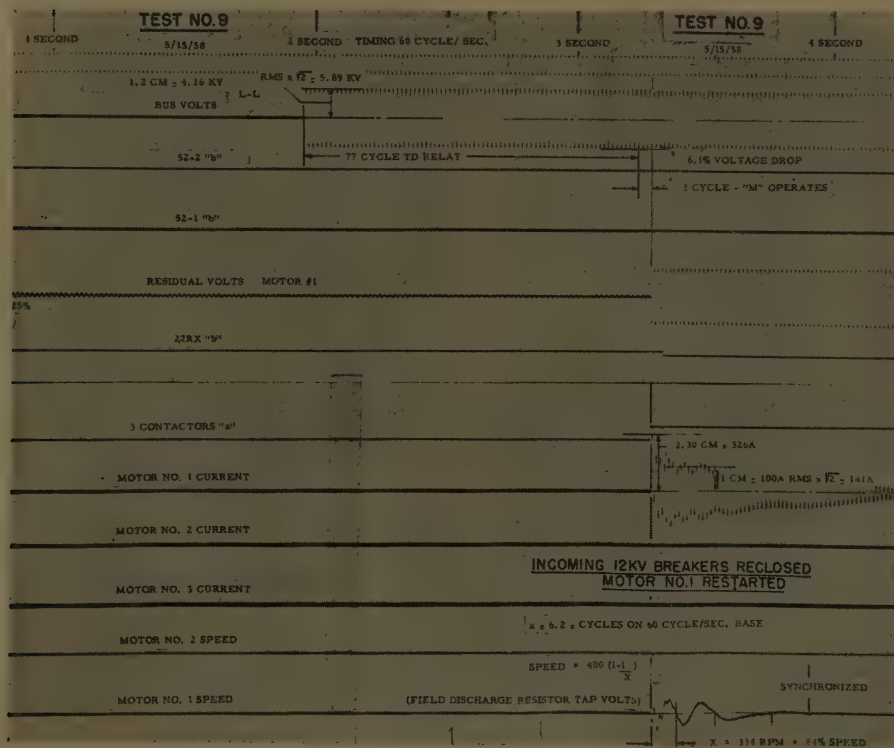 TEST NO.9
TEST NO.9
1 SECOND
5/15/58
2 SECOND TIMING 60 CYCLE/ SEC.
3 SECOND
5/15/58
4 SECOND
1.2 CM = 4.16 KV
RMS x √2 = 5.89 KV
L-L
BUS VOLTS
52-2 "b"
77 CYCLE TD RELAY
6.1% VOLTAGE DROP
CYCLE - "M" OPERATES
52-1 "b"
RESIDUAL VOLTS MOTOR #1
25%
22RX "b"
3 CONTACTORS "a"
2.30 CM = 326A
MOTOR NO. 1 CURRENT
1 CM = 100A RMS x √2 = 141A
MOTOR NO. 2 CURRENT
INCOMING 12KV BREAKERS RECLOSED
MOTOR NO.1 RESTARTED
MOTOR NO. 3 CURRENT
x = 6.2 = CYCLES ON 60 CYCLE/SEC. BASE
MOTOR NO. 2 SPEED
SPEED = 400 (1-1/X)
SYNCHRONIZED
MOTOR NO. 1 SPEED
(FIELD DISCHARGE RESISTOR TAP VOLTS)
X = 334 RPM = 84% SPEED